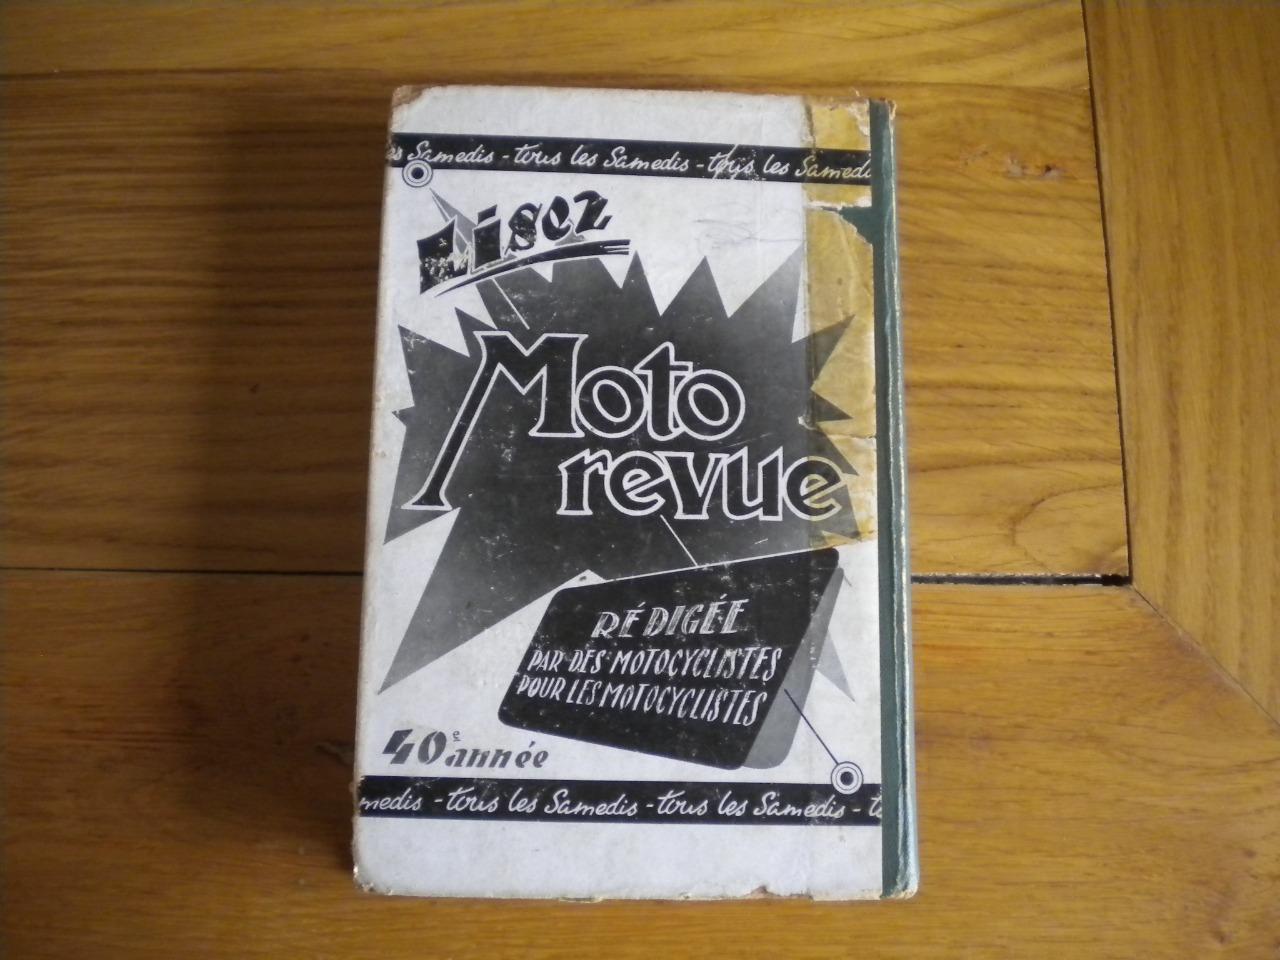 es Samedis - tous les Samedis - tous les Samedis
Lisez
Moto
revue
RÉDIGÉE
PAR DES MOTOCYCLISTES
POUR LES MOTOCYCLISTES
40e année
medis - tous les Samedis - tous les Samedis - t